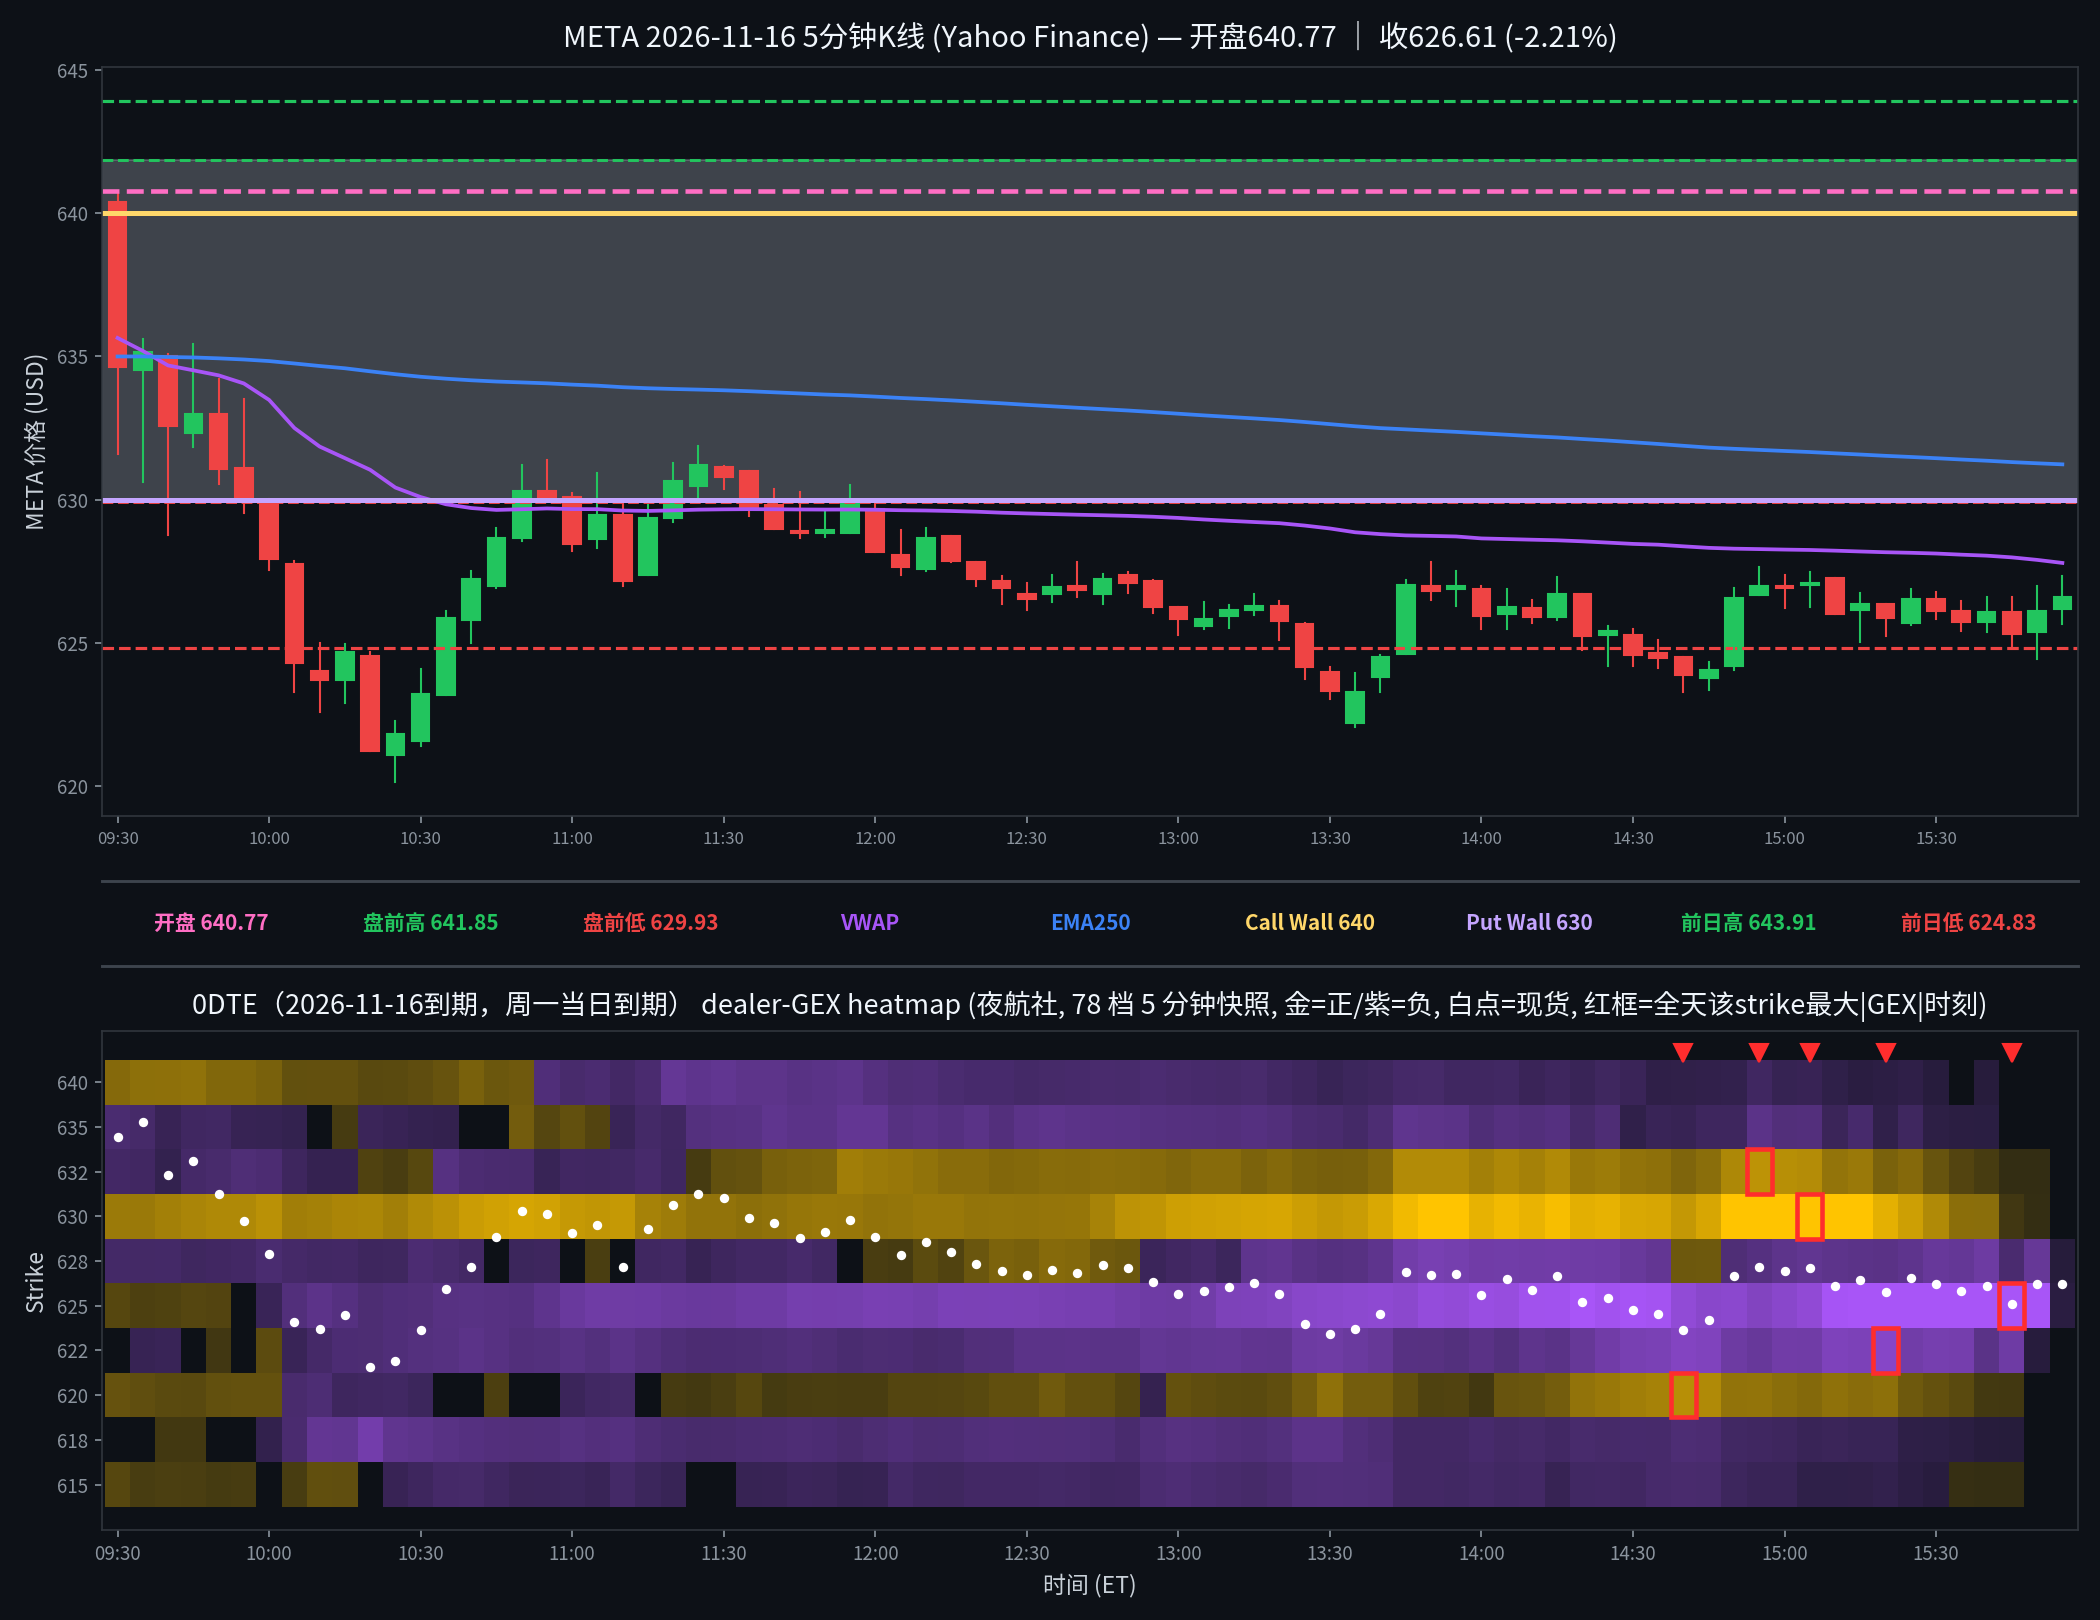 META 2026-11-16 5分钟K线 (Yahoo Finance) — 开盘640.77 │ 收626.61 (-2.21%)
META 价格 (USD)
645
640
635
630
625
620
09:30 10:00 10:30 11:00 11:30 12:00 12:30 13:00 13:30 14:00 14:30 15:00 15:30
开盘 640.77 盘前高 641.85 盘前低 629.93 VWAP EMA250 Call Wall 640 Put Wall 630 前日高 643.91 前日低 624.83
0DTE（2026-11-16到期，周一当日到期） dealer-GEX heatmap (夜航社, 78 档 5 分钟快照, 金=正/紫=负, 白点=现货, 红框=全天该strike最大|GEX|时刻)
Strike
640
635
632
630
628
625
622
620
618
615
09:30 10:00 10:30 11:00 11:30 12:00 12:30 13:00 13:30 14:00 14:30 15:00 15:30
时间 (ET)